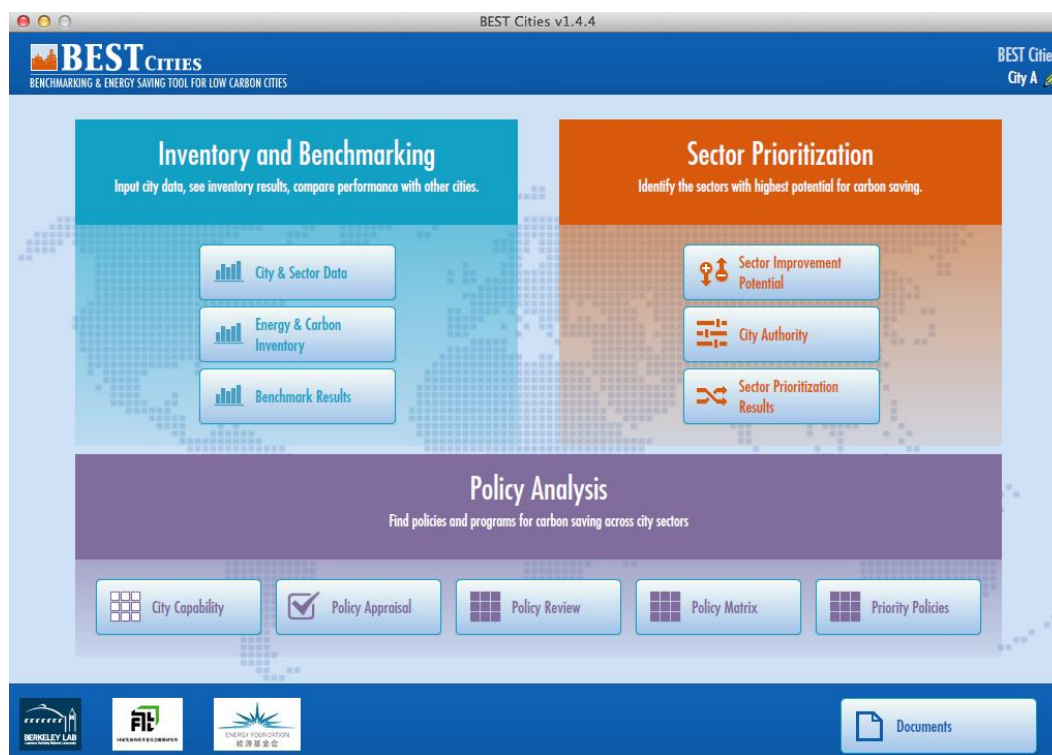 BEST Cities v1.4.4
BEST CITIES
BENCHMARKING & ENERGY SAVING TOOL FOR LOW CARBON CITIES
BEST Citie
City A
Inventory and Benchmarking
Input city data, see inventory results, compare performance with other cities.
City & Sector Data
Energy & Carbon
Inventory
Benchmark Results
Sector Prioritization
Identify the sectors with highest potential for carbon saving.
Sector Improvement
Potential
City Authority
Sector Prioritization
Results
Policy Analysis
Find policies and programs for carbon saving across city sectors
City Capability
Policy Appraisal
Policy Review
Policy Matrix
Priority Policies
BERKELEY LAB
ENERGY FOUNDATION
能源基金会
Documents